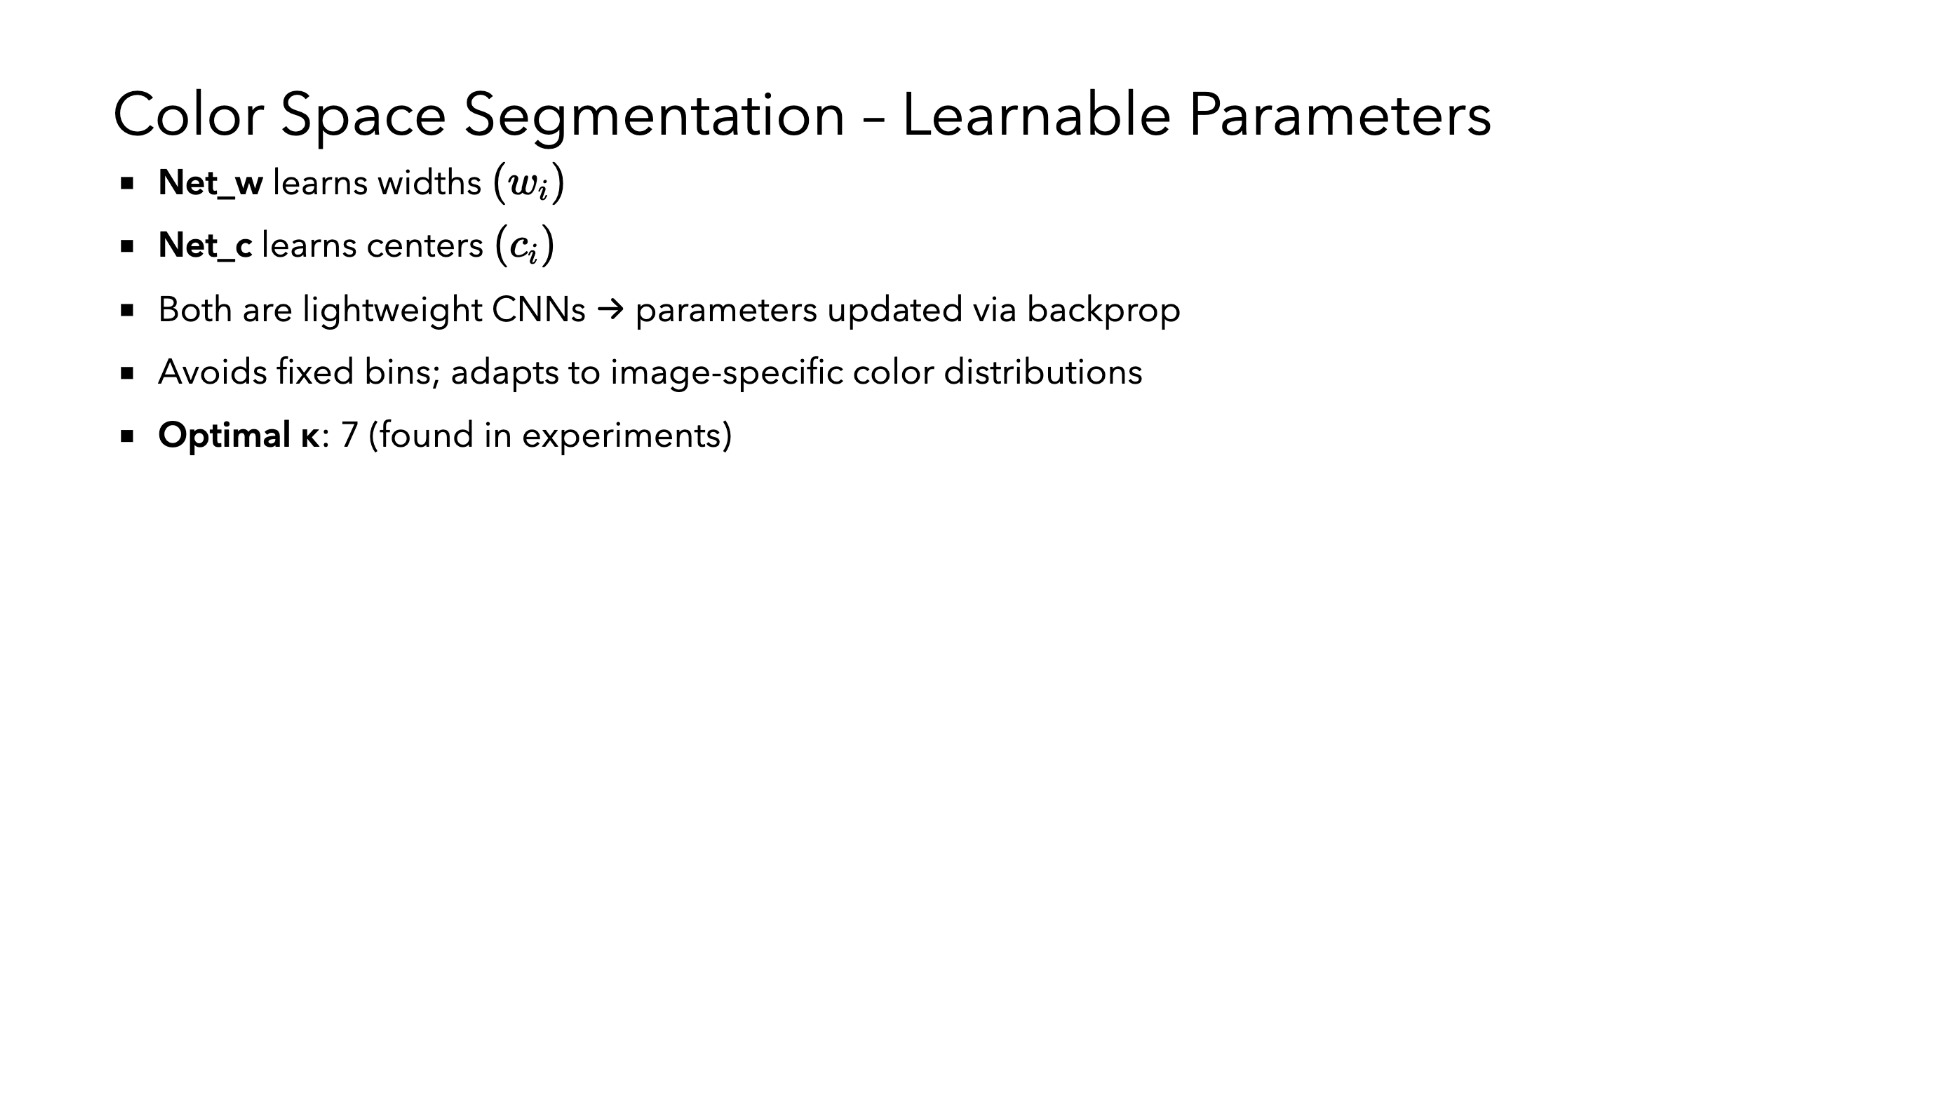 Color Space Segmentation – Learnable Parameters
▪ Net_w learns widths (wᵢ)
▪ Net_c learns centers (cᵢ)
▪ Both are lightweight CNNs → parameters updated via backprop
▪ Avoids fixed bins; adapts to image-specific color distributions
▪ Optimal κ: 7 (found in experiments)